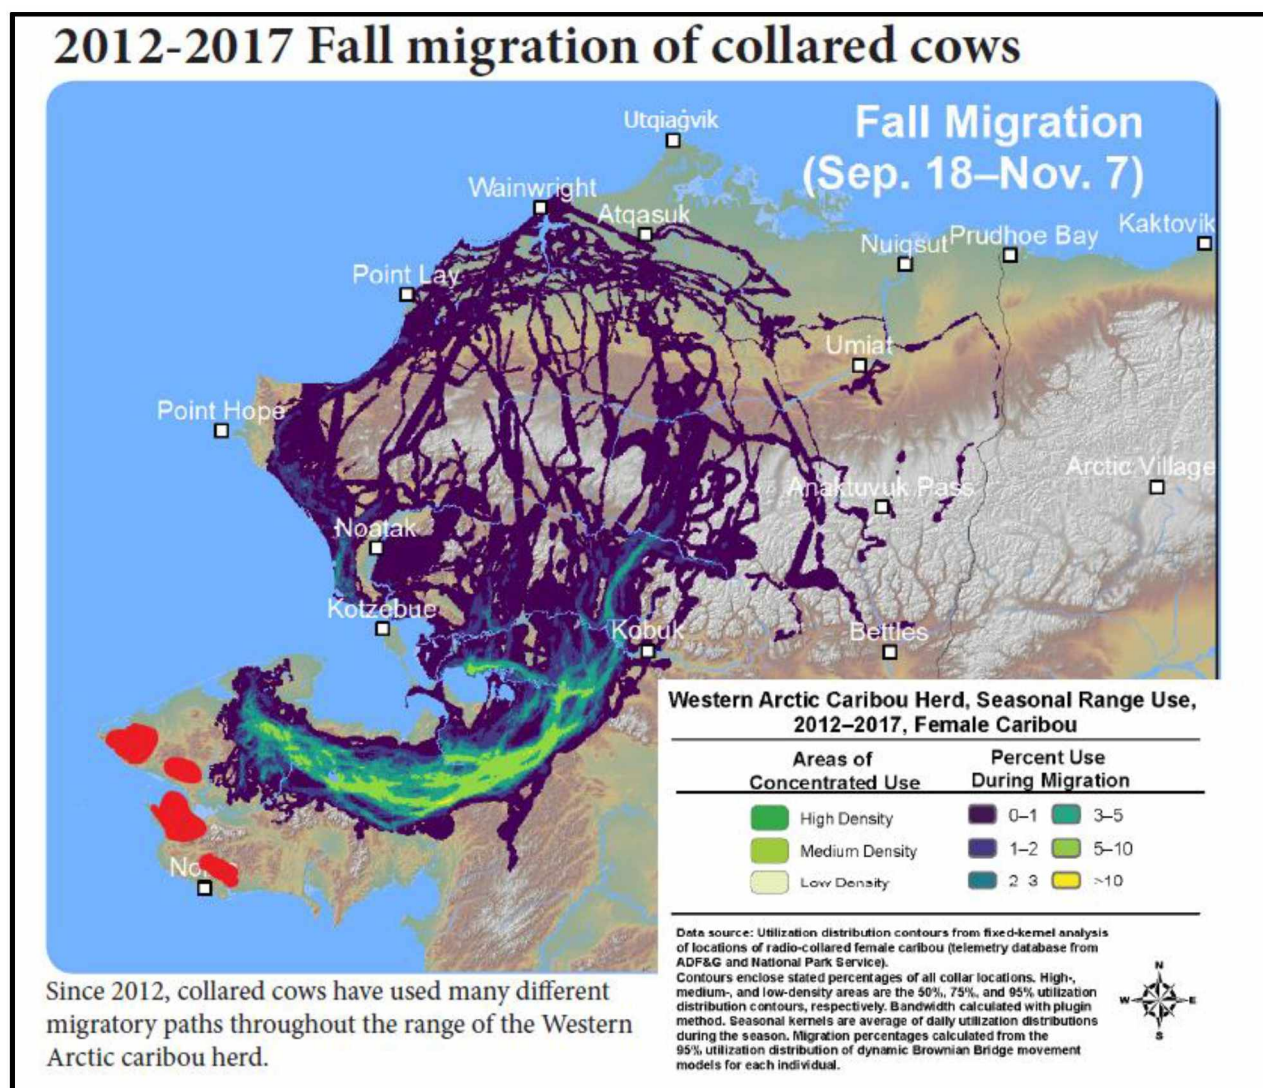 2012-2017 Fall migration of collared cows
Fall Migration
(Sep. 18–Nov. 7)
Utqiaġvik
Wainwright
Atqasuk
Kaktovik
Prudhoe Bay
Nuiqsut
Point Lay
Umiat
Point Hope
Arctic Village
Anaktuvuk Pass
Noatak
Kotzebue
Kobuk
Bettles
Western Arctic Caribou Herd, Seasonal Range Use,
2012–2017, Female Caribou
Areas of
Concentrated Use
High Density
Medium Density
Low Density
Percent Use
During Migration
0–1
3–5
1–2
5–10
2 3
>10
Data source: Utilization distribution contours from fixed-kernel analysis
of locations of radio-collared female caribou (telemetry database from
ADF&G and National Park Service).
Contours enclose stated percentages of all collar locations. High-,
medium-, and low-density areas are the 50%, 75%, and 95% utilization
distribution contours, respectively. Bandwidth calculated with plugin
method. Seasonal kernels are average of daily utilization distributions
during the season. Migration percentages calculated from the
95% utilization distribution of dynamic Brownian Bridge movement
models for each individual.
N
W
E
S
Since 2012, collared cows have used many different
migratory paths throughout the range of the Western
Arctic caribou herd.